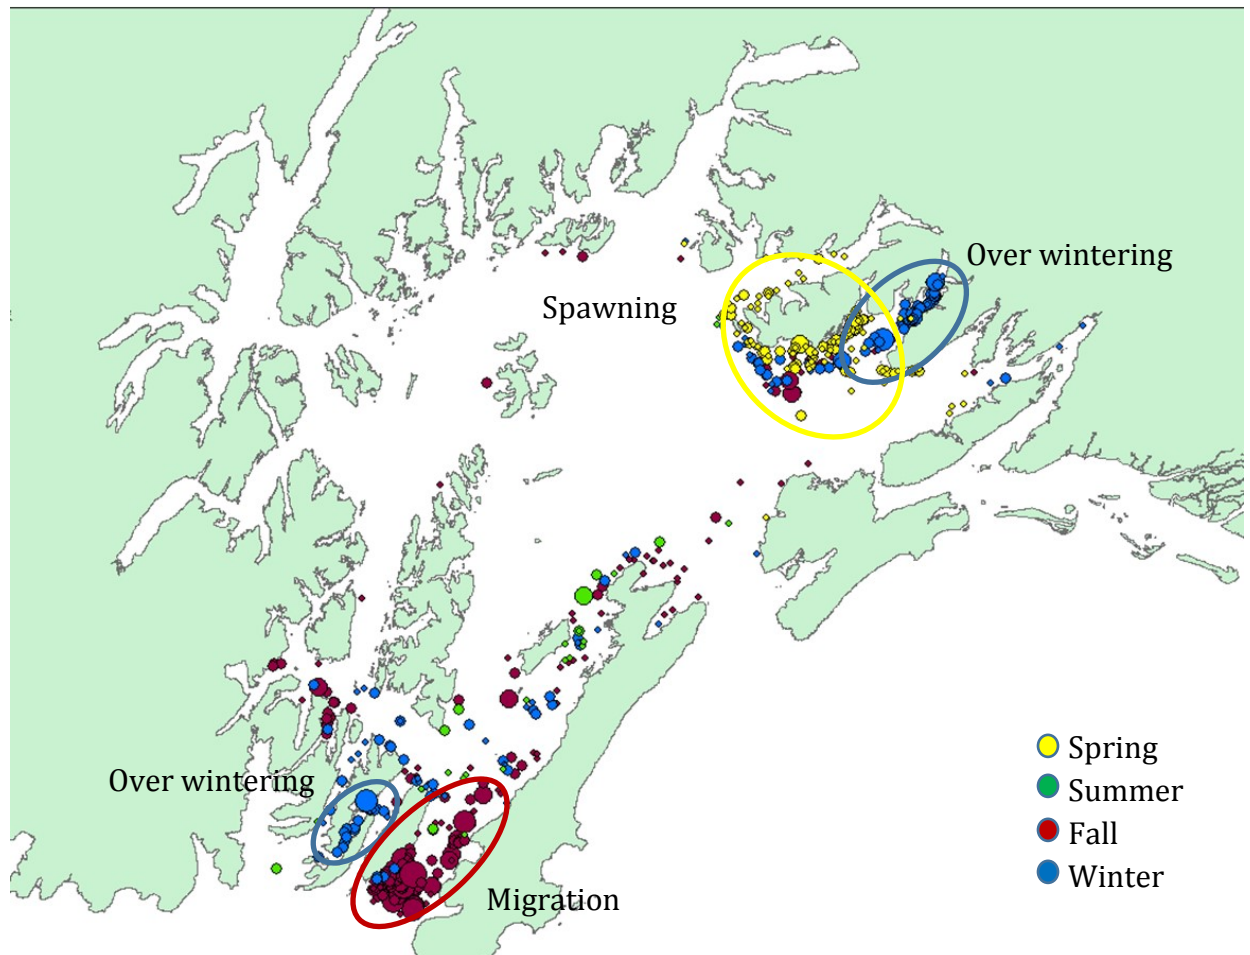 Over wintering
Spawning
Over wintering
Migration
Spring
Summer
Fall
Winter